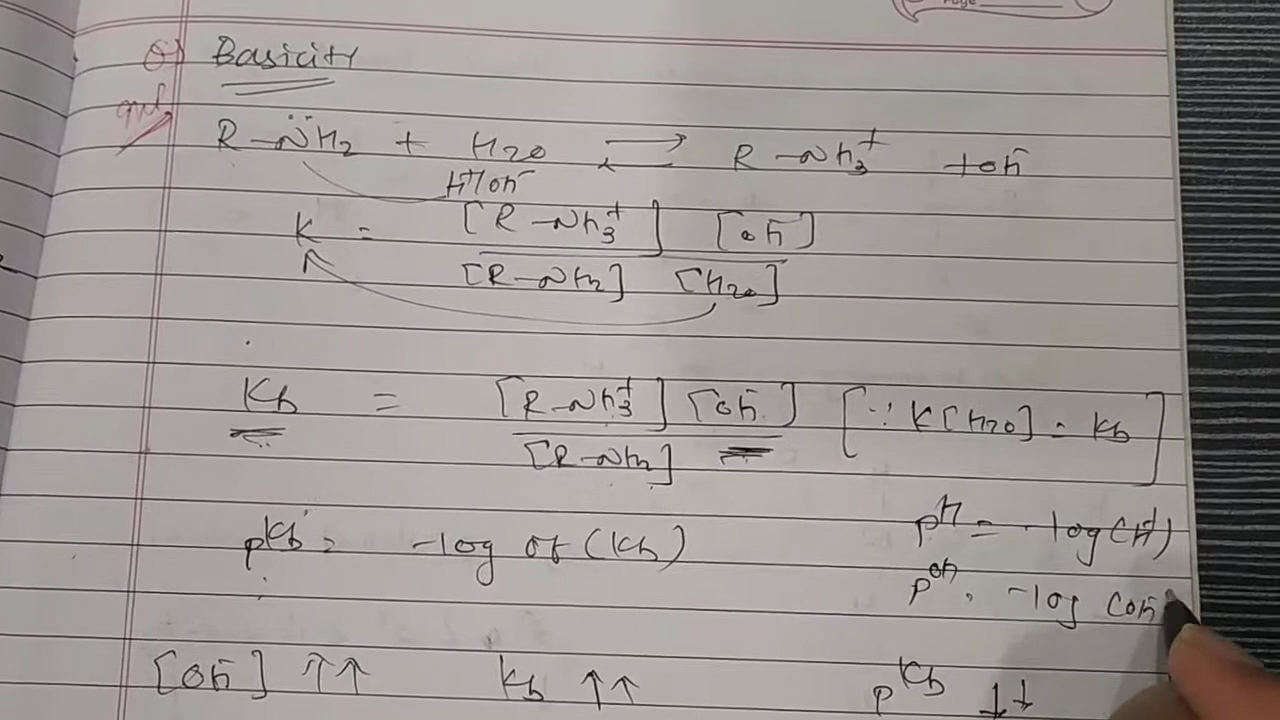 Page
Basicity
R-N̈H2 + H2O ⇌ R-NH3+ + OH-
H+/OH-
K = [R-NH3+] [OH-]
[R-NH2] [H2O]
Kb = [R-NH3+] [OH-] [∵ K[H2O] = Kb]
[R-NH2]
pKb = -log of (Kb) pH = -log(H+)
pOH = -log (OH-
[OH-] ↑↑ Kb ↑↑ pKb ↓↓